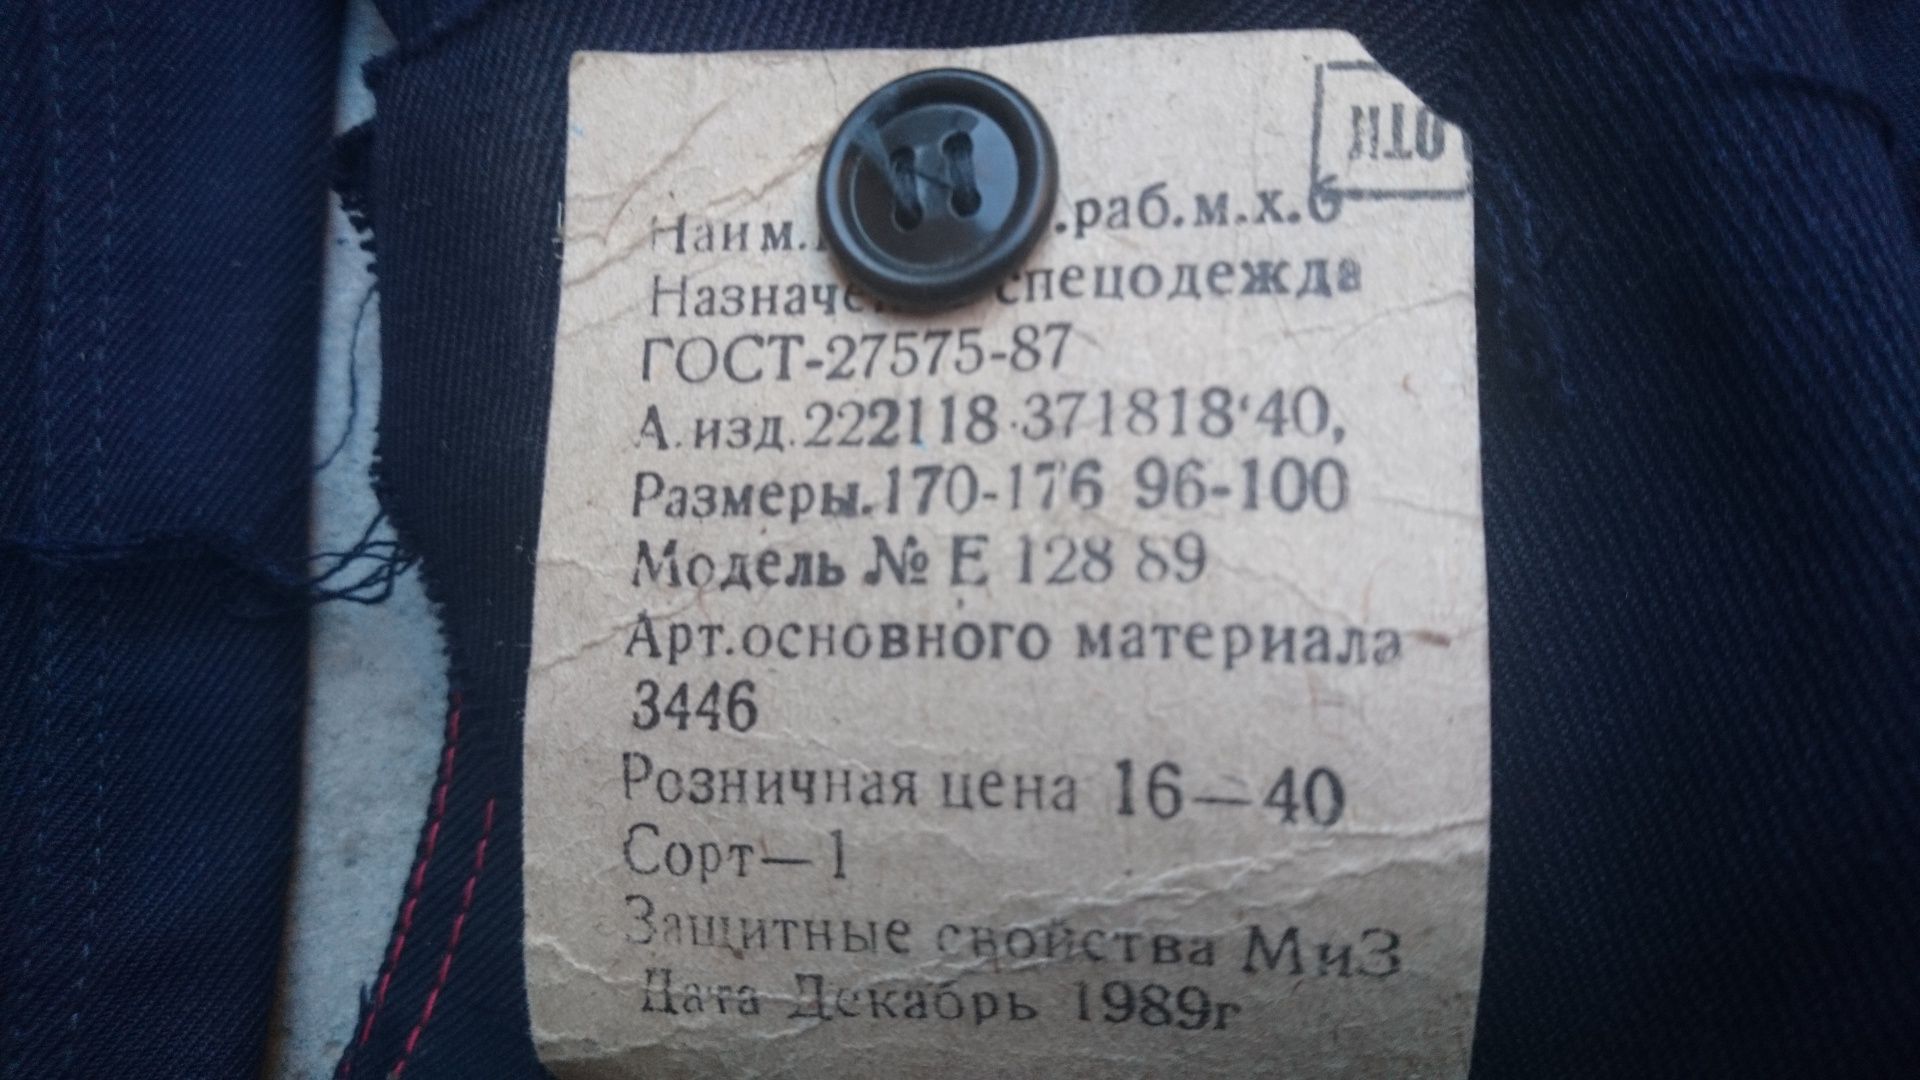 ОТК
Наим. .раб.м.х.б
Назначе спецодежда
ГОСТ-27575-87
А.изд.222118·371818‘40,
Размеры.170-176 96-100
Модель № Е 128 89
Арт.основного материала
3446
Розничная цена 16—40
Сорт—1
Защитные свойства МиЗ
Дата Декабрь 1989г